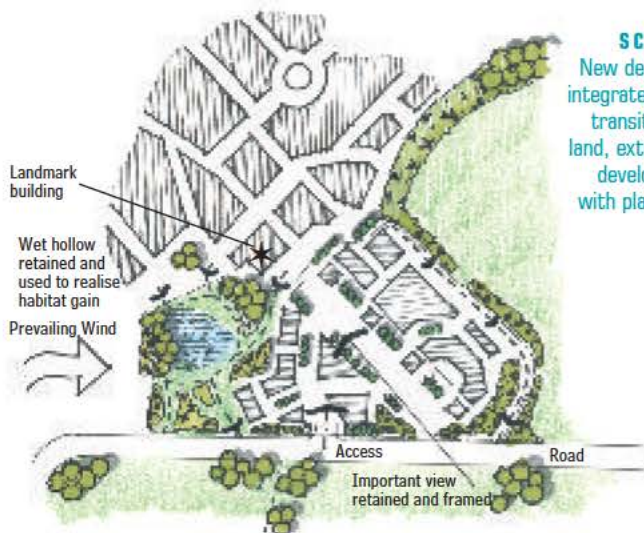 SC
New de
integrate
transit
land, ext
develo
with pla
Landmark
building
Wet hollow
retained and
used to realise
habitat gain
Prevailing Wind
Access
Road
Important view
retained and framed